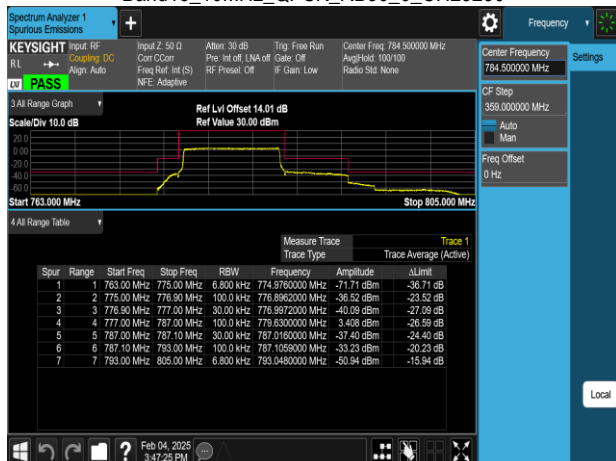 Spectrum Analyzer 1
Spurious Emissions
Frequency
KEYSIGHT
RL
Input: RF
Coupling: DC
Align: Auto
Input Z: 50 Ω
Corr CCorr
Freq Ref: Int (S)
NFE: Adaptive
Atten: 30 dB
Pre: Int off, LNA off
RF Preset: Off
Trig: Free Run
Gate: Off
IF Gain: Low
Center Freq: 784.500000 MHz
Avg|Hold: 100/100
Radio Std: None
LXI PASS
Center Frequency
784.500000 MHz
Settings
CF Step
359.000000 MHz
Auto
Man
Freq Offset
0 Hz
3 All Range Graph
Scale/Div 10.0 dB
Ref Lvl Offset 14.01 dB
Ref Value 30.00 dBm
20.0
0.00
-20.0
-40.0
-60.0
Start 763.000 MHz
Stop 805.000 MHz
4 All Range Table
Measure Trace Trace 1
Trace Type Trace Average (Active)
Spur Range Start Freq Stop Freq RBW Frequency Amplitude ΔLimit
1 1 763.00 MHz 775.00 MHz 6.800 kHz 774.9760000 MHz -71.71 dBm -36.71 dB
2 2 775.00 MHz 776.90 MHz 100.0 kHz 776.8962000 MHz -36.52 dBm -23.52 dB
3 3 776.90 MHz 777.00 MHz 30.00 kHz 776.9972000 MHz -40.09 dBm -27.09 dB
4 4 777.00 MHz 787.00 MHz 100.0 kHz 779.6300000 MHz 3.408 dBm -26.59 dB
5 5 787.00 MHz 787.10 MHz 30.00 kHz 787.0160000 MHz -37.40 dBm -24.40 dB
6 6 787.10 MHz 793.00 MHz 100.0 kHz 787.1059000 MHz -33.23 dBm -20.23 dB
7 7 793.00 MHz 805.00 MHz 6.800 kHz 793.0480000 MHz -50.94 dBm -15.94 dB
Local
Feb 04, 2025
3:47:25 PM